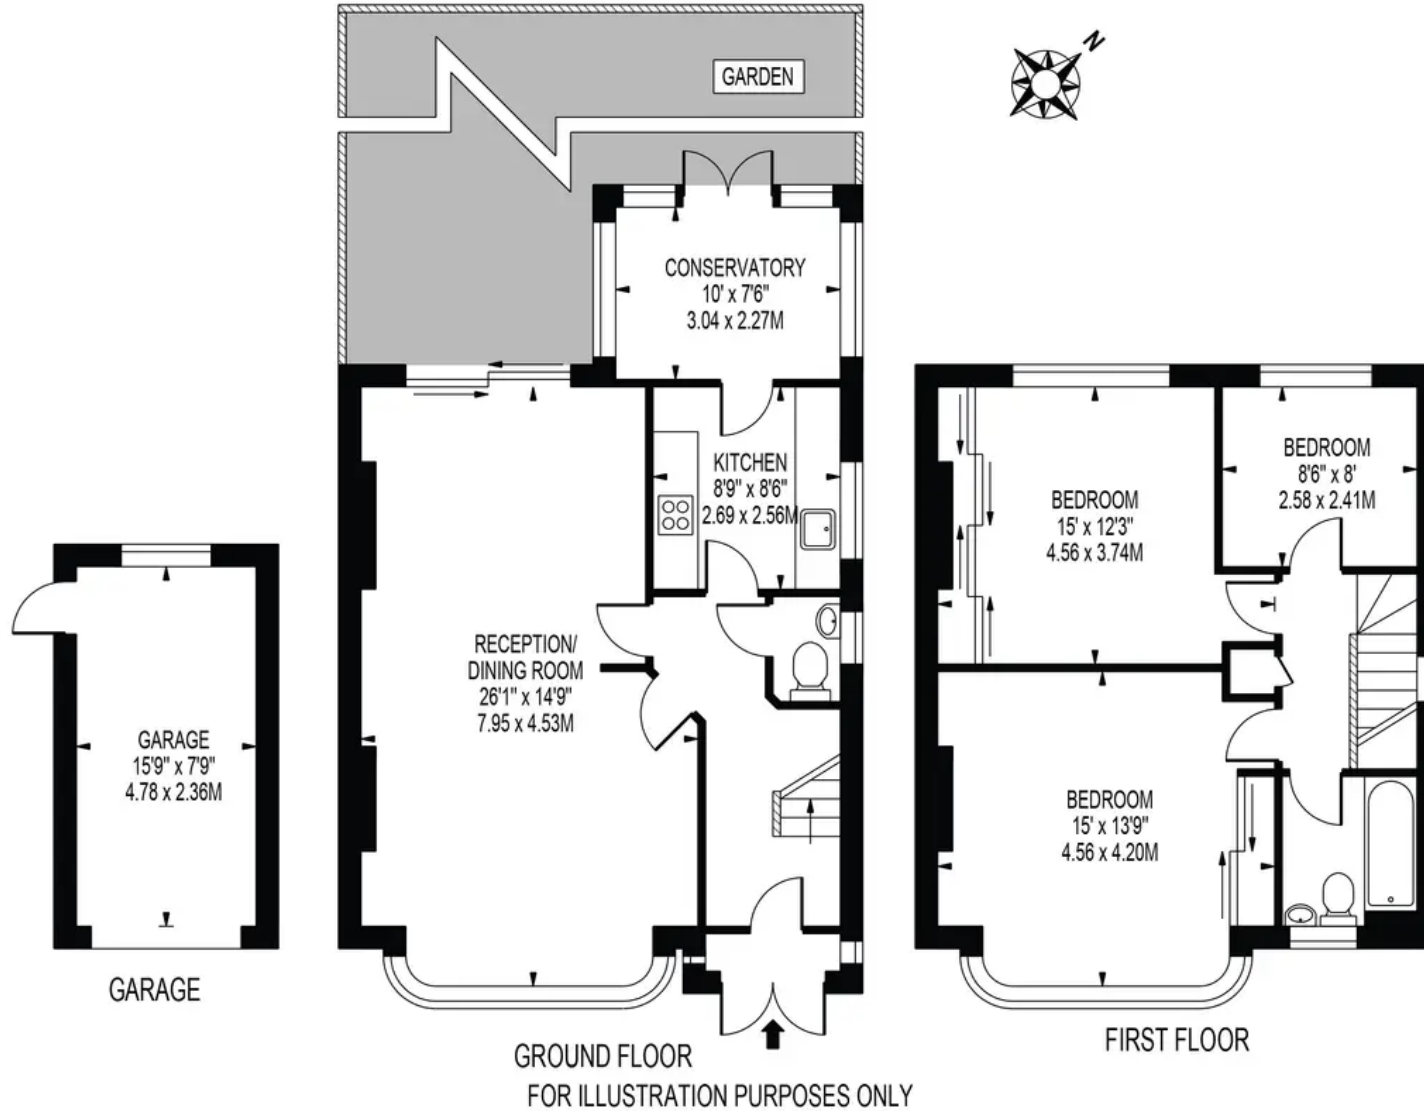 GARDEN
N
CONSERVATORY
10' x 7'6"
3.04 x 2.27M
KITCHEN
8'9" x 8'6"
2.69 x 2.56M
RECEPTION/
DINING ROOM
26'1" x 14'9"
7.95 x 4.53M
GARAGE
15'9" x 7'9"
4.78 x 2.36M
GARAGE
BEDROOM
8'6" x 8'
2.58 x 2.41M
BEDROOM
15' x 12'3"
4.56 x 3.74M
BEDROOM
15' x 13'9"
4.56 x 4.20M
GROUND FLOOR
FIRST FLOOR
FOR ILLUSTRATION PURPOSES ONLY